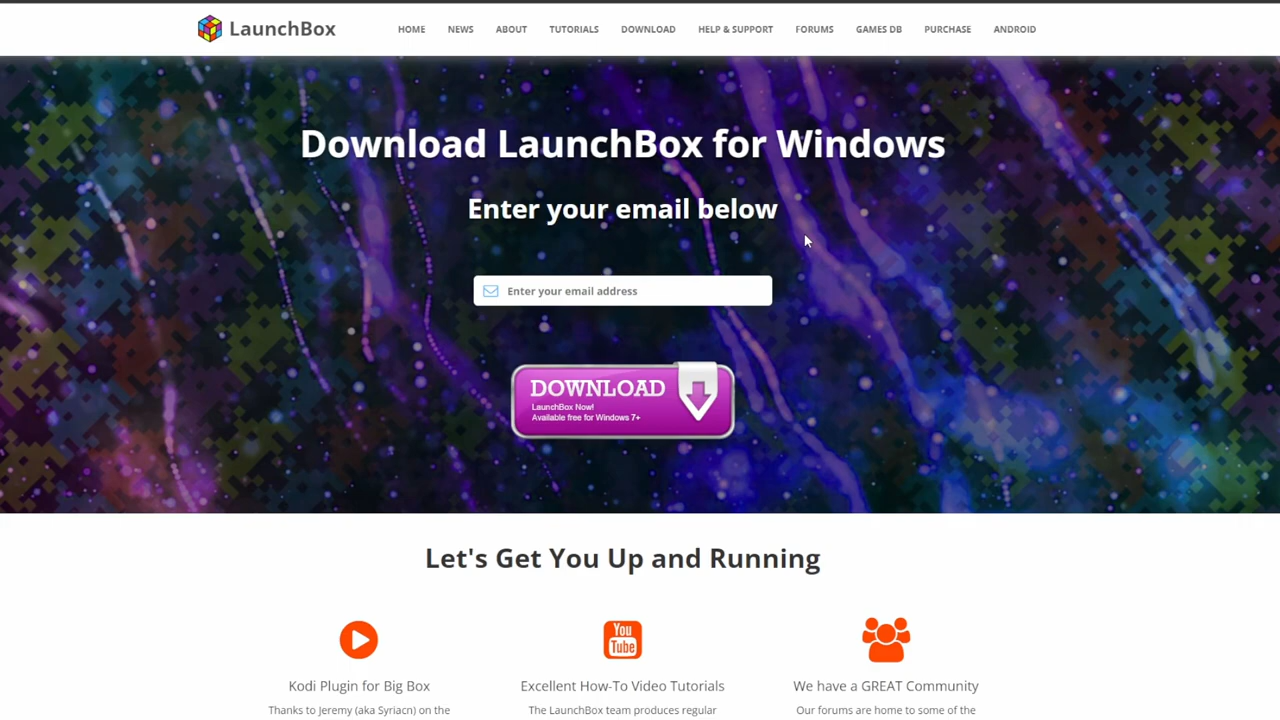 LaunchBox
HOME NEWS ABOUT TUTORIALS DOWNLOAD HELP & SUPPORT FORUMS GAMES DB PURCHASE ANDROID
Download LaunchBox for Windows
Enter your email below
Enter your email address
DOWNLOAD
LaunchBox Now!
Available free for Windows 7+
Let's Get You Up and Running
You
Tube
Kodi Plugin for Big Box
Excellent How-To Video Tutorials
We have a GREAT Community
Thanks to Jeremy (aka Syriacn) on the
The LaunchBox team produces regular
Our forums are home to some of the